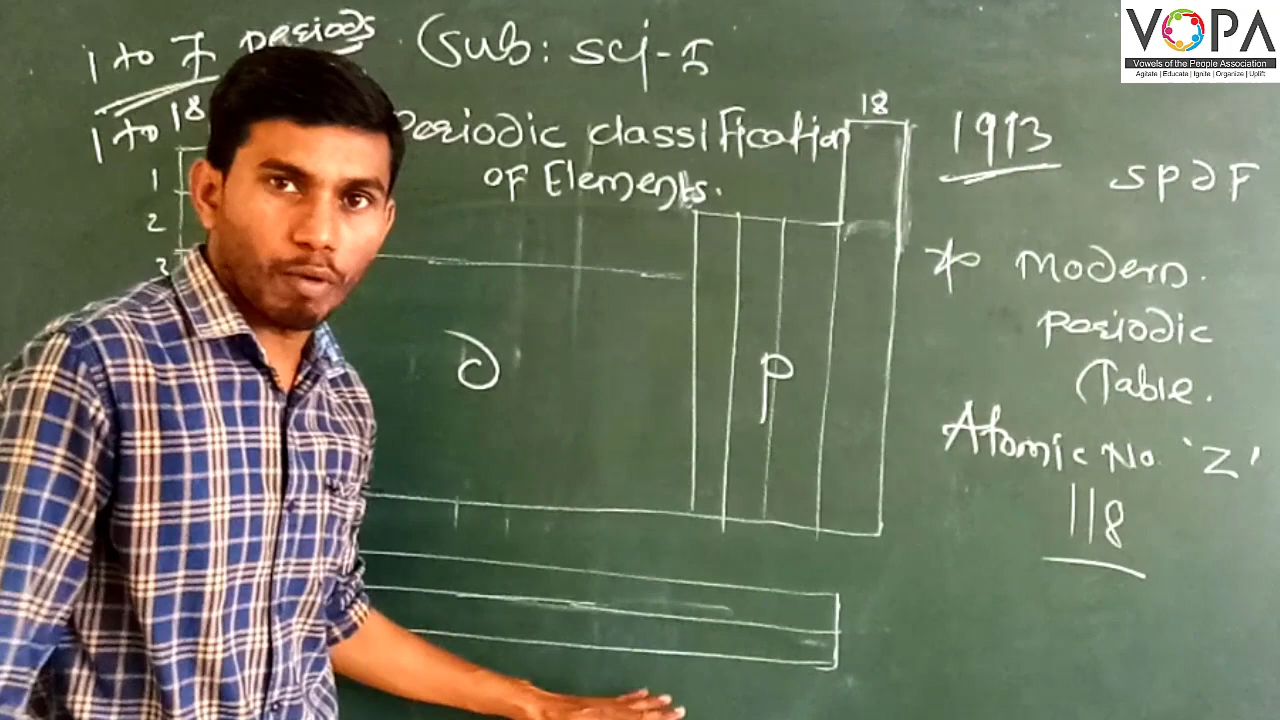 1 to 7 periods
(Sub: sci-I
1 to 18
Periodic classification
of Elements.
18
1
2
3
d
p
1913
s p d F
* Modern.
Periodic
Table.
Atomic No. 'Z'
118
VOPA
Vowels of the People Association
Agitate | Educate | Ignite | Organize | Uplift